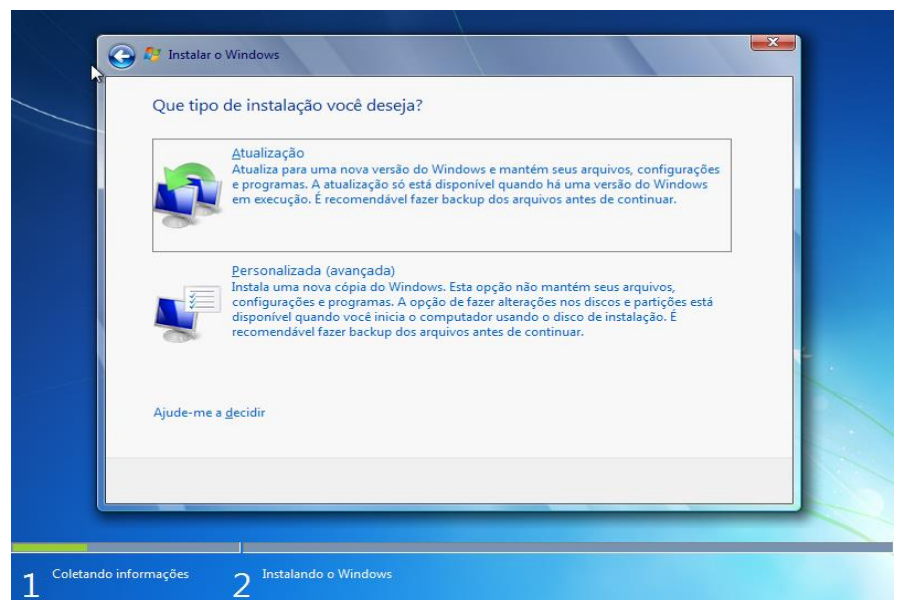 Instalar o Windows
Que tipo de instalação você deseja?
Atualização
Atualiza para uma nova versão do Windows e mantém seus arquivos, configurações
e programas. A atualização só está disponível quando há uma versão do Windows
em execução. É recomendável fazer backup dos arquivos antes de continuar.
Personalizada (avançada)
Instala uma nova cópia do Windows. Esta opção não mantém seus arquivos,
configurações e programas. A opção de fazer alterações nos discos e partições está
disponível quando você inicia o computador usando o disco de instalação. É
recomendável fazer backup dos arquivos antes de continuar.
Ajude-me a decidir
1 Coletando informações 2 Instalando o Windows